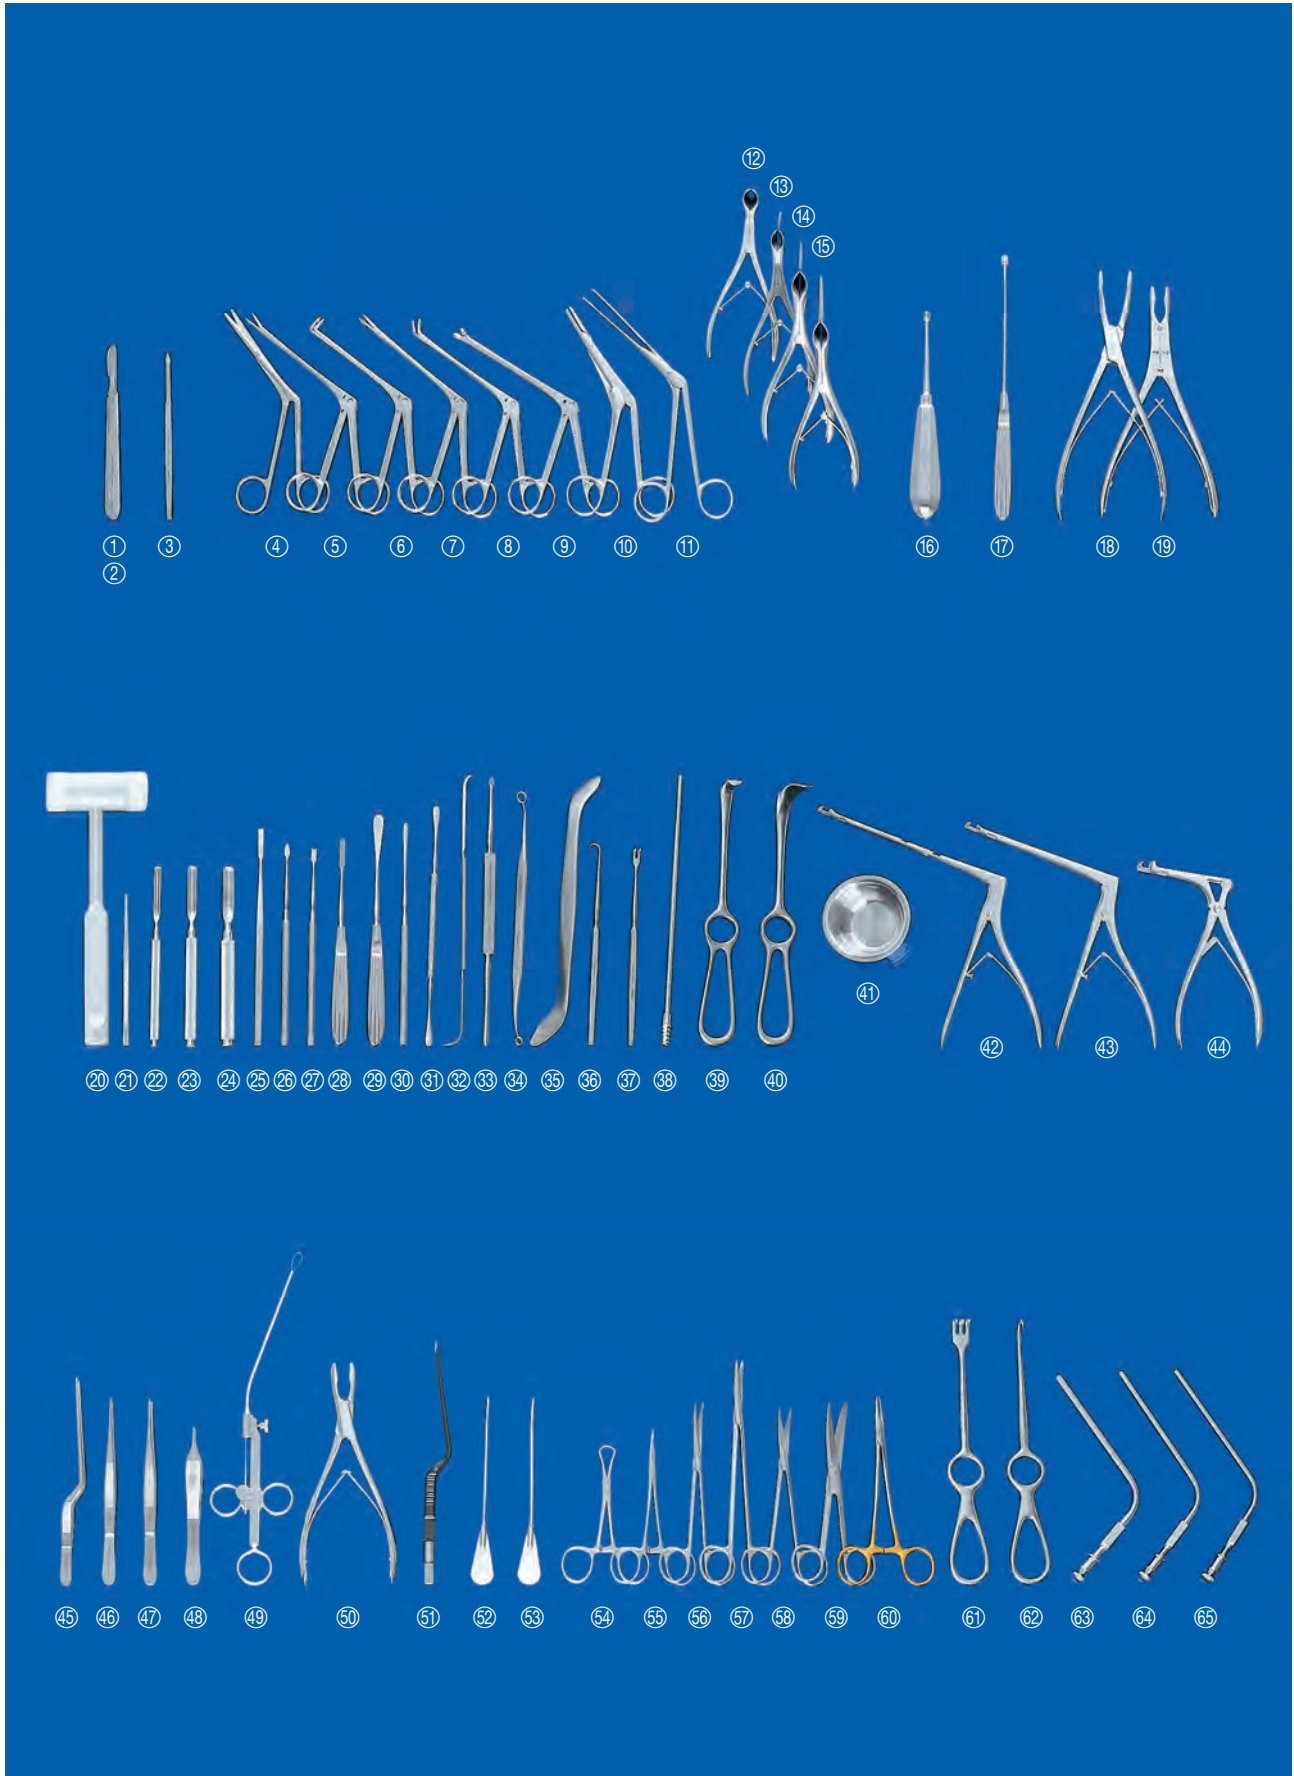 ⑫
⑬
⑭
⑮
① ③ ④ ⑤ ⑥ ⑦ ⑧ ⑨ ⑩ ⑪ ⑯ ⑰ ⑱ ⑲
②
㊶
㊷ ㊸ ㊹
⑳ ㉑ ㉒ ㉓ ㉔ ㉕ ㉖ ㉗ ㉘ ㉙ ㉚ ㉛ ㉜ ㉝ ㉞ ㉟ ㊱ ㊲ ㊳ ㊴ ㊵
㊺ ㊻ ㊼ ㊽ ㊾ ㊿ 51 52 53 54 55 56 57 58 59 60 61 62 63 64 65